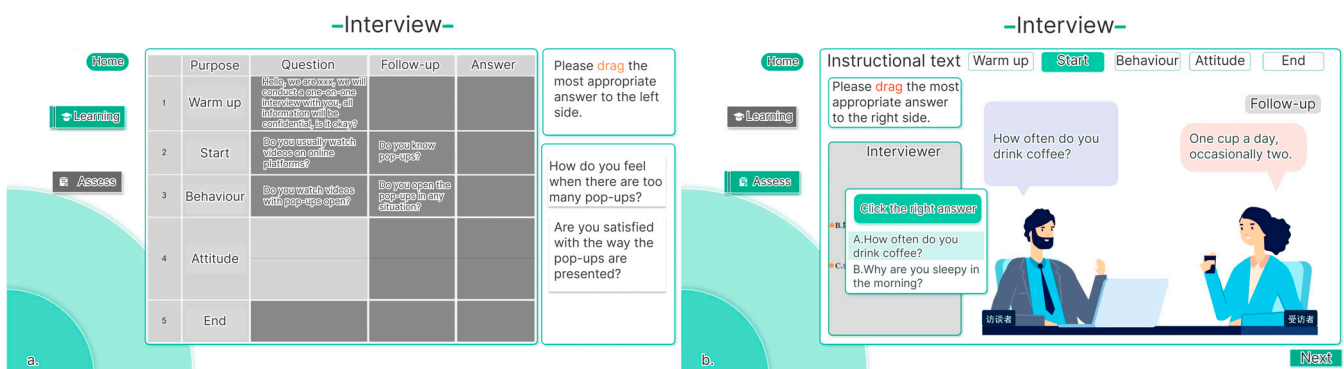 –Interview–
Home
Learning
Assess
Purpose Question Follow-up Answer
1 Warm up
Hello, we are xxx, we will
conduct a one-on-one
interview with you, all
information will be
confidential, is it okay?
2 Start
Do you usually watch
videos on online
platforms?
Do you know
pop-ups?
3 Behaviour
Do you watch videos
with pop-ups open?
Do you open the
pop-ups in any
situation?
4 Attitude
5 End
Please drag the
most appropriate
answer to the left
side.
How do you feel
when there are too
many pop-ups?
Are you satisfied
with the way the
pop-ups are
presented?
a.
–Interview–
Home
Learning
Assess
Instructional text Warm up Start Behaviour Attitude End
Please drag the most
appropriate answer
to the right side.
Interviewer
B.
C.
Click the right answer
A.How often do you
drink coffee?
B.Why are you sleepy in
the morning?
How often do you
drink coffee?
Follow-up
One cup a day,
occasionally two.
访谈者
受访者
Next
b.